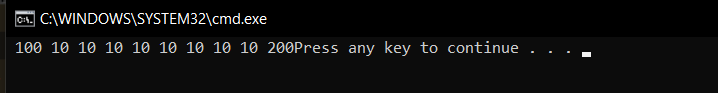 C:\WINDOWS\SYSTEM32\cmd.exe
100 10 10 10 10 10 10 10 10 200Press any key to continue . . .